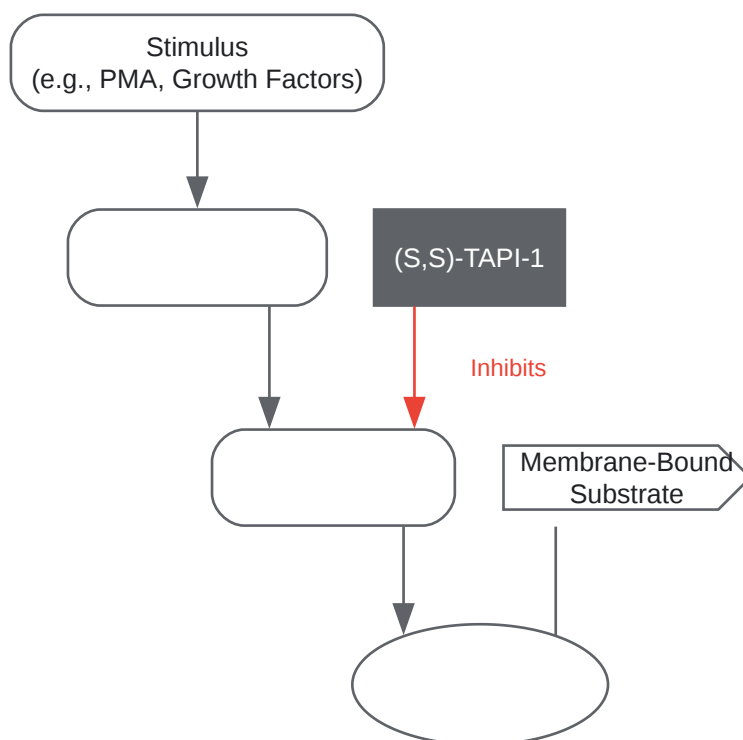 Stimulus
(e.g., PMA, Growth Factors)
(S,S)-TAPI-1
Inhibits
Membrane-Bound
Substrate